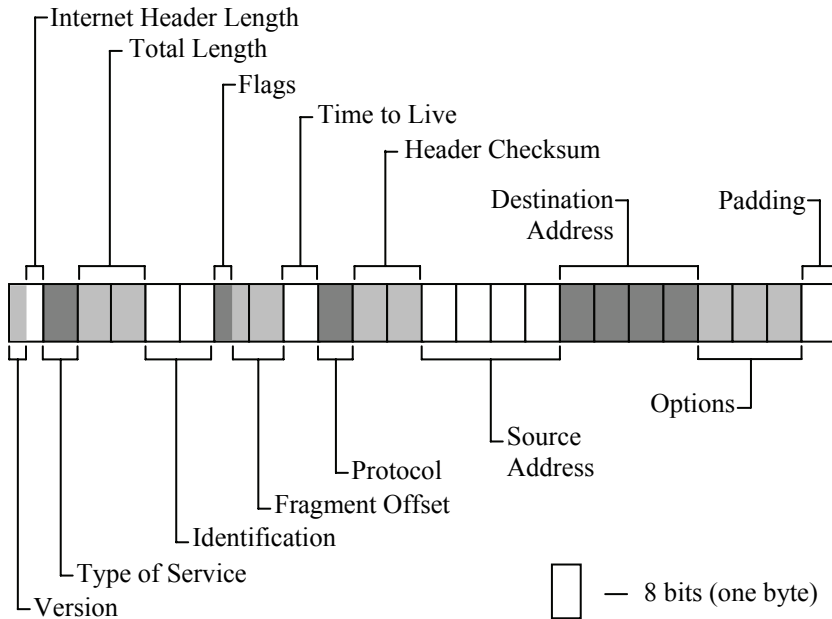 Internet Header Length
Total Length
Flags
Time to Live
Header Checksum
Destination
Address
Padding
Options
Source
Address
Protocol
Fragment Offset
Identification
Type of Service
Version
— 8 bits (one byte)